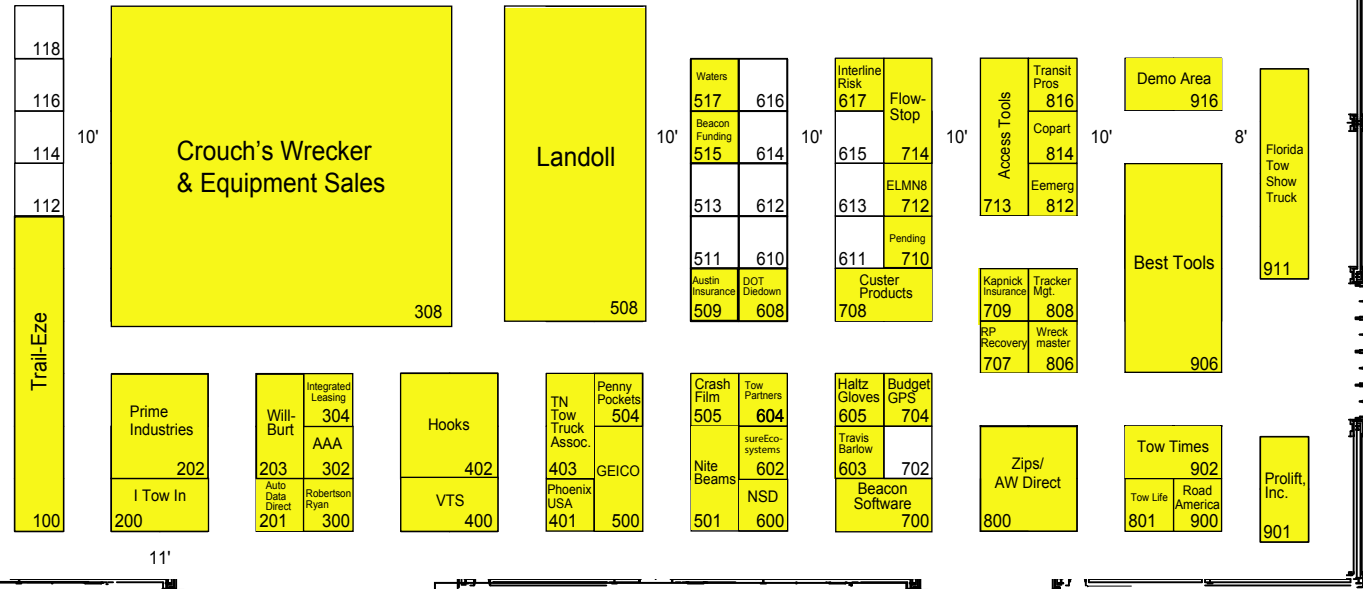 118
116
114
112
Trail-Eze
100
10'
Crouch's Wrecker
& Equipment Sales
308
Landoll
508
10'
Waters
517
616
Beacon
Funding
515
614
513
612
511
610
Austin
Insurance
509
DOT
Diedown
608
10'
Interline
Risk
617
Flow-
Stop
714
615
613
ELMN8
712
611
Pending
710
Custer
Products
708
10'
Access Tools
713
Transit
Pros
816
Copart
814
Eemerg
812
10'
Kapnick
Insurance
709
Tracker
Mgt.
808
RP
Recovery
707
Wreck
master
806
Demo Area
916
8'
Best Tools
906
Florida
Tow
Show
Truck
911
Prime
Industries
202
I Tow In
200
Will-
Burt
203
Integrated
Leasing
304
AAA
302
Auto
Data
Direct
201
Robertson
Ryan
300
Hooks
402
VTS
400
TN
Tow
Truck
Assoc.
403
Penny
Pockets
504
GEICO
500
Phoenix
USA
401
Crash
Film
505
Tow
Partners
604
sureEco-
systems
602
Nite
Beams
501
NSD
600
Haltz
Gloves
605
Budget
GPS
704
Travis
Barlow
603
702
Beacon
Software
700
Zips/
AW Direct
800
Tow Times
902
Tow Life
801
Road
America
900
Prolift,
Inc.
901
11'